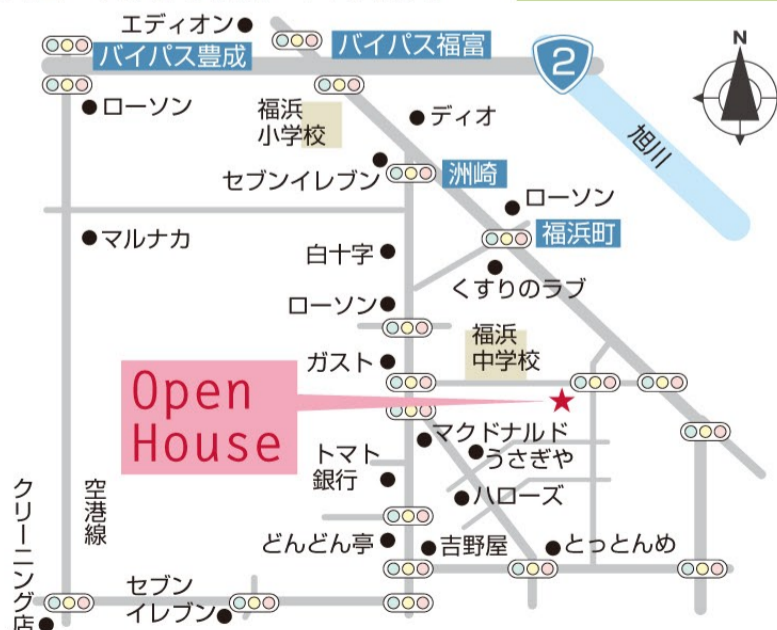 エディオン
バイパス豊成
バイパス福富
2
N
ローソン
福浜
小学校
ディオ
旭川
セブンイレブン
洲崎
ローソン
マルナカ
福浜町
白十字
くすりのラブ
ローソン
福浜
中学校
ガスト
Open
House
マクドナルド
うさぎや
トマト
銀行
ハローズ
クリーニング店
空港線
どんどん亭
吉野屋
とっとんめ
セブン
イレブン